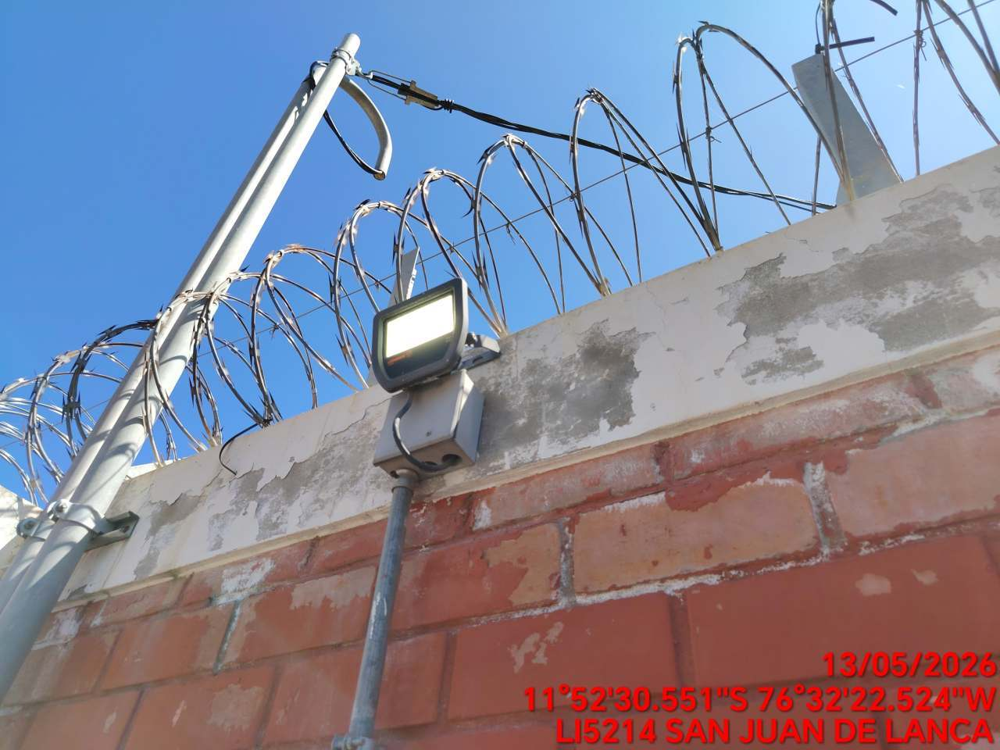 13/05/2026
11°52'30.551"S 76°32'22.524"W
LI5214 SAN JUAN DE LANCA